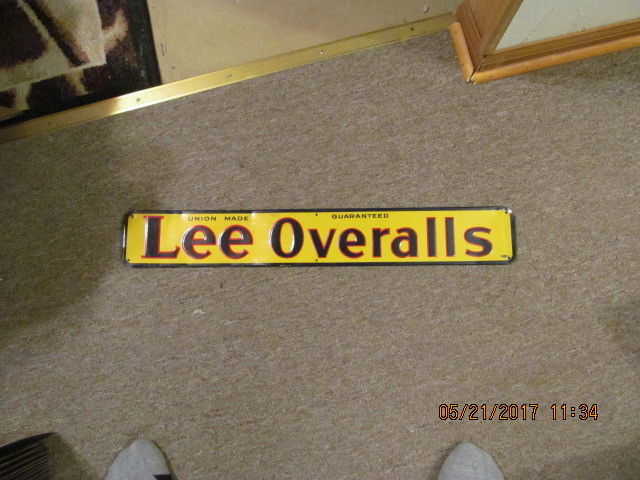 UNION MADE GUARANTEED
Lee Overalls
05/21/2017 11:34